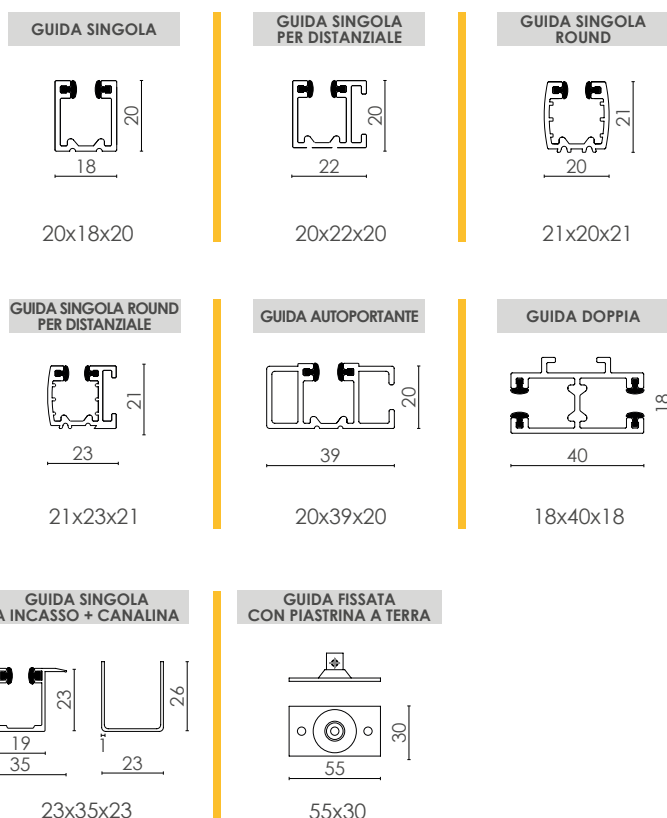 GUIDA SINGOLA
20
18
20x18x20
GUIDA SINGOLA
PER DISTANZIALE
20
22
20x22x20
GUIDA SINGOLA
ROUND
21
20
21x20x21
GUIDA SINGOLA ROUND
PER DISTANZIALE
21
23
21x23x21
GUIDA AUTOPORTANTE
20
39
20x39x20
GUIDA DOPPIA
18
40
18x40x18
GUIDA SINGOLA
A INCASSO + CANALINA
23
19
35
26
1
23
23x35x23
GUIDA FISSATA
CON PIASTRINA A TERRA
30
55
55x30